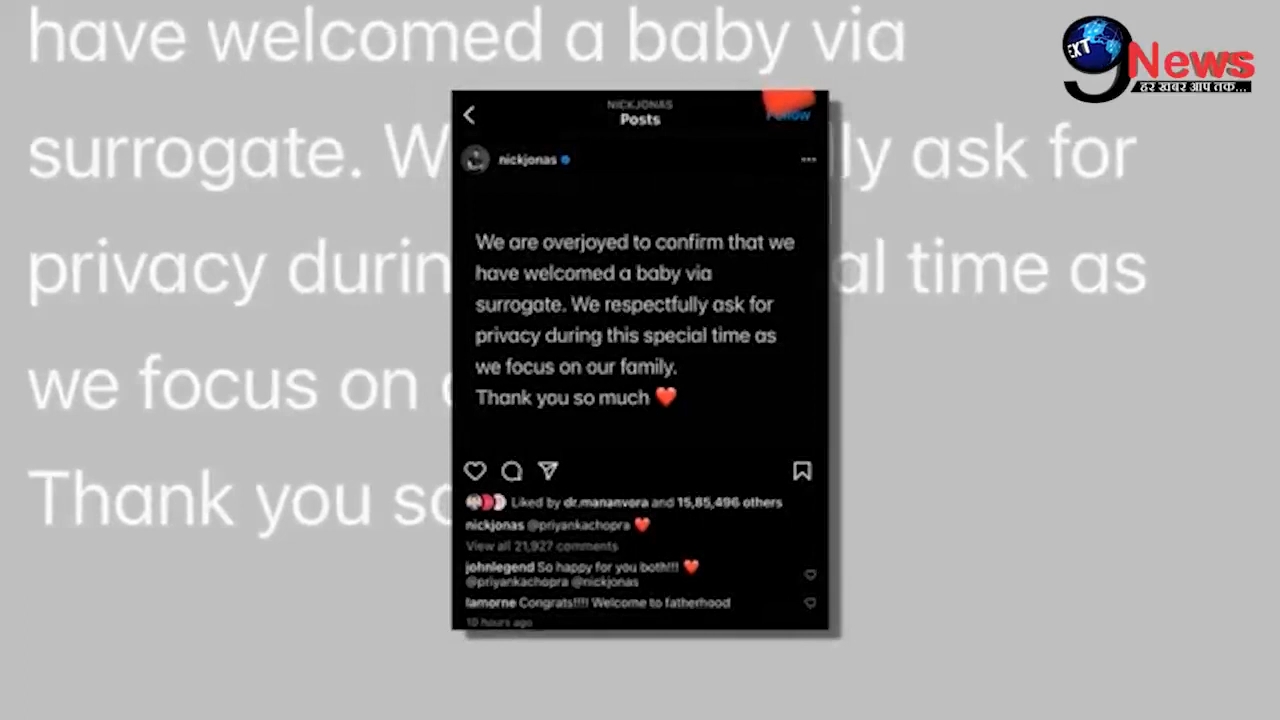 have welcomed a baby via
surrogate. W lly ask for
privacy durin al time as
we focus on
Thank you so
EXT 9 News
हर खबर आप तक...
NICKJONAS
Posts
Follow
nickjonas
We are overjoyed to confirm that we
have welcomed a baby via
surrogate. We respectfully ask for
privacy during this special time as
we focus on our family.
Thank you so much ❤️
Liked by dr.mananvora and 15,85,496 others
nickjonas @priyankachopra ❤️
View all 21,927 comments
johnlegend So happy for you both!!! ❤️
@priyankachopra @nickjonas
lamorne Congrats!!!! Welcome to fatherhood
10 hours ago